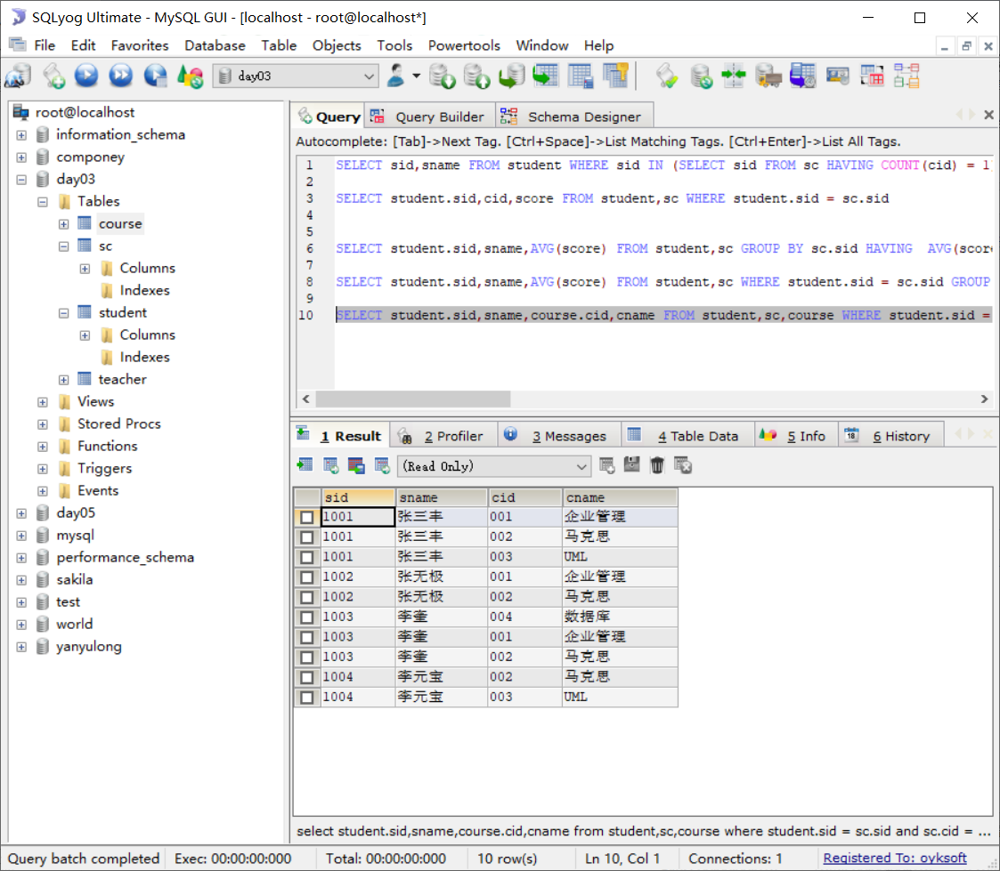 SQLyog Ultimate - MySQL GUI - [localhost - root@localhost*]
File Edit Favorites Database Table Objects Tools Powertools Window Help
day03
root@localhost
information_schema
componey
day03
Tables
course
sc
Columns
Indexes
student
Columns
Indexes
teacher
Views
Stored Procs
Functions
Triggers
Events
day05
mysql
performance_schema
sakila
test
world
yanyulong
Query Query Builder Schema Designer
Autocomplete: [Tab]->Next Tag. [Ctrl+Space]->List Matching Tags. [Ctrl+Enter]->List All Tags.
1 SELECT sid,sname FROM student WHERE sid IN (SELECT sid FROM sc HAVING COUNT(cid) = 1
2
3 SELECT student.sid,cid,score FROM student,sc WHERE student.sid = sc.sid
4
5
6 SELECT student.sid,sname,AVG(score) FROM student,sc GROUP BY sc.sid HAVING AVG(score
7
8 SELECT student.sid,sname,AVG(score) FROM student,sc WHERE student.sid = sc.sid GROUP
9
10 SELECT student.sid,sname,course.cid,cname FROM student,sc,course WHERE student.sid =
1 Result 2 Profiler 3 Messages 4 Table Data 5 Info 6 History
(Read Only)
sid sname cid cname
1001 张三丰 001 企业管理
1001 张三丰 002 马克思
1001 张三丰 003 UML
1002 张无极 001 企业管理
1002 张无极 002 马克思
1003 李奎 004 数据库
1003 李奎 001 企业管理
1003 李奎 002 马克思
1004 李元宝 002 马克思
1004 李元宝 003 UML
select student.sid,sname,course.cid,cname from student,sc,course where student.sid = sc.sid and sc.cid = ...
Query batch completed Exec: 00:00:00:000 Total: 00:00:00:000 10 row(s) Ln 10, Col 1 Connections: 1 Registered To: oyksoft